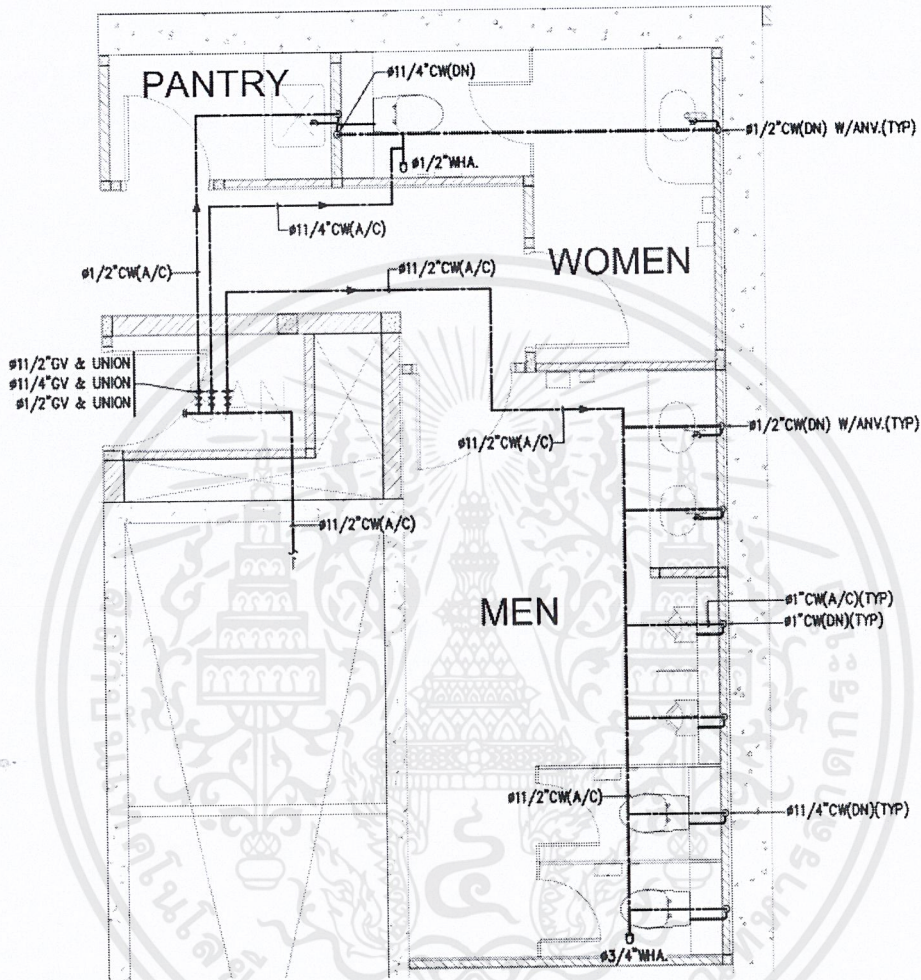 PANTRY
ø11/4"CW(DN)
ø1/2"CW(DN) W/ANV.(TYP)
ø1/2"WHA.
ø11/4"CW(A/C)
ø1/2"CW(A/C)
ø11/2"CW(A/C)
WOMEN
ø11/2"GV & UNION
ø11/4"GV & UNION
ø1/2"GV & UNION
ø1/2"CW(DN) W/ANV.(TYP)
ø11/2"CW(A/C)
ø11/2"CW(A/C)
MEN
ø1"CW(A/C)(TYP)
ø1"CW(DN)(TYP)
ø11/2"CW(A/C)
ø11/4"CW(DN)(TYP)
ø3/4"WHA.